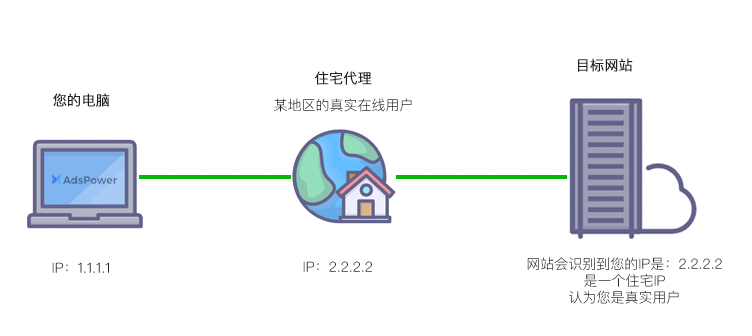 您的电脑
AdsPower
IP：1.1.1.1
住宅代理
某地区的真实在线用户
IP：2.2.2.2
目标网站
网站会识别到您的IP是：2.2.2.2
是一个住宅IP
认为您是真实用户